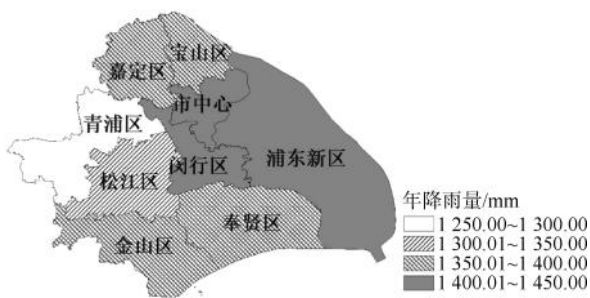 宝山区
嘉定区
市中心
青浦区
浦东新区
闵行区
松江区
奉贤区
金山区
年降雨量/mm
1 250.00~1 300.00
1 300.01~1 350.00
1 350.01~1 400.00
1 400.01~1 450.00